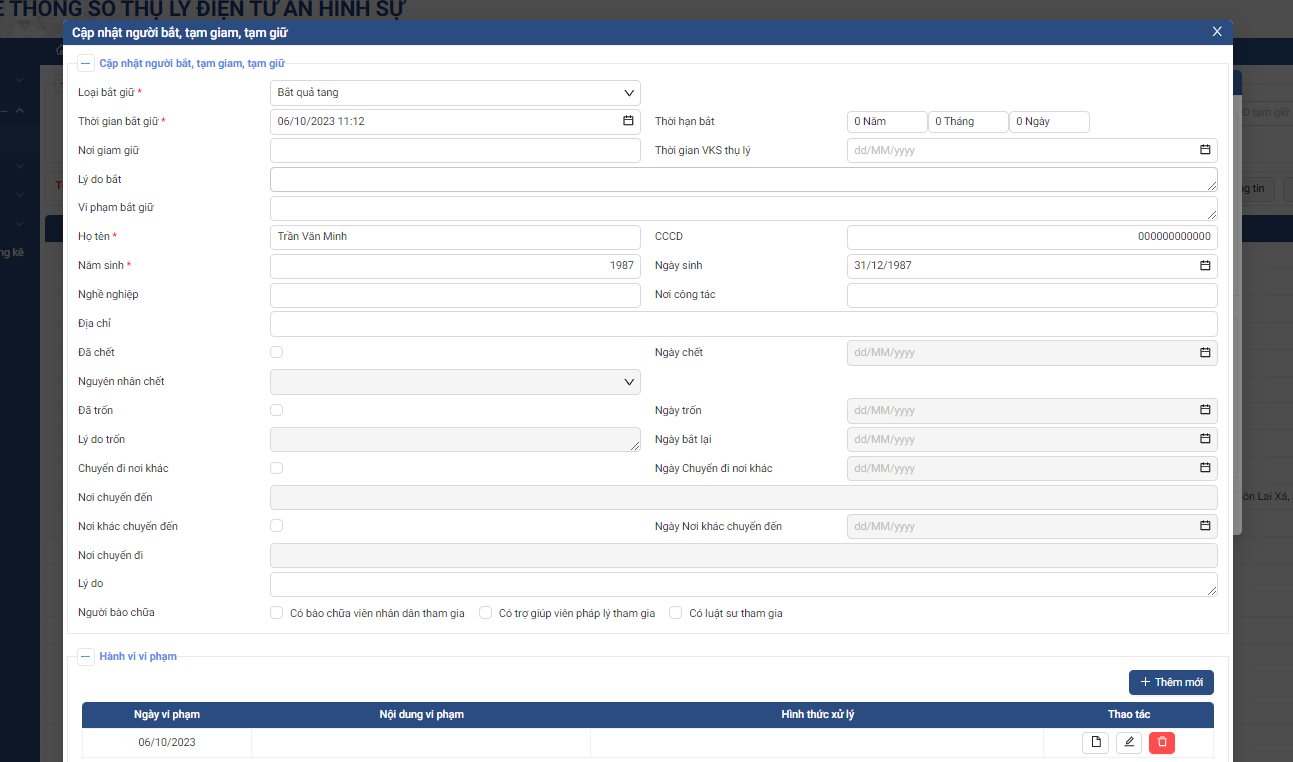 THỐNG SỔ THỤ LÝ ĐIỆN TỬ ÁN HÌNH SỰ
Cập nhật người bắt, tạm giam, tạm giữ
Cập nhật người bắt, tạm giam, tạm giữ
Loại bắt giữ * Bắt quả tang
Thời gian bắt giữ * 06/10/2023 11:12 Thời hạn bắt 0 Năm 0 Tháng 0 Ngày
Nơi giam giữ Thời gian VKS thụ lý dd/MM/yyyy
Lý do bắt
Vi phạm bắt giữ
Họ tên * Trần Văn Minh CCCD 000000000000
Năm sinh * 1987 Ngày sinh 31/12/1987
Nghề nghiệp Nơi công tác
Địa chỉ
Đã chết Ngày chết dd/MM/yyyy
Nguyên nhân chết
Đã trốn Ngày trốn dd/MM/yyyy
Lý do trốn Ngày bắt lại dd/MM/yyyy
Chuyển đi nơi khác Ngày Chuyển đi nơi khác dd/MM/yyyy
Nơi chuyển đến
Nơi khác chuyển đến Ngày Nơi khác chuyển đến dd/MM/yyyy
Nơi chuyển đi
Lý do
Người bào chữa Có bào chữa viên nhân dân tham gia Có trợ giúp viên pháp lý tham gia Có luật sư tham gia
Hành vi vi phạm
Thêm mới
Ngày vi phạm Nội dung vi phạm Hình thức xử lý Thao tác
06/10/2023
tạm giữ
tin
Lai Xá,
kê